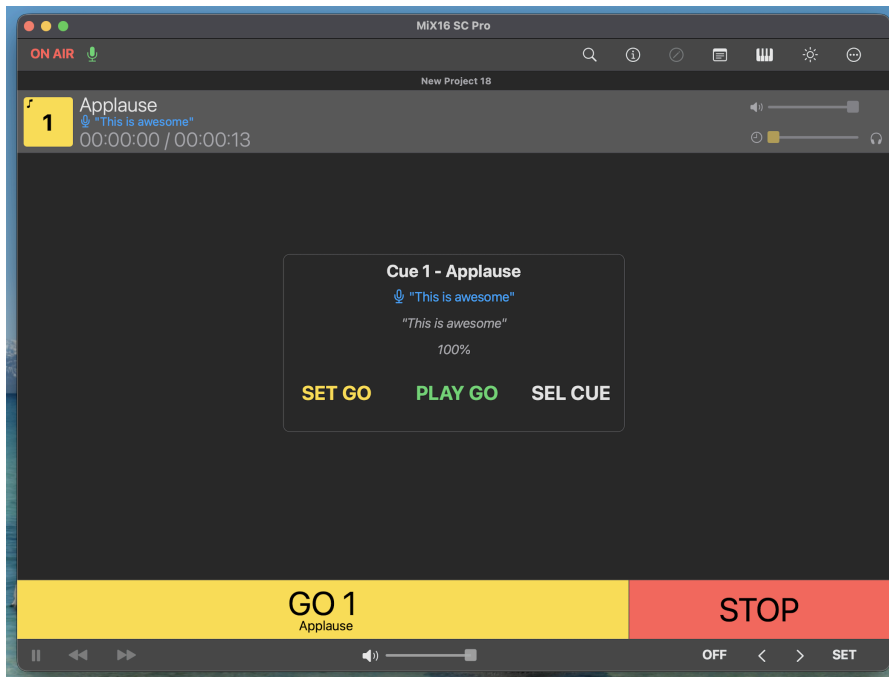 MiX16 SC Pro
ON AIR
New Project 18
1
Applause
"This is awesome"
00:00:00 / 00:00:13
Cue 1 - Applause
"This is awesome"
"This is awesome"
100%
SET GO PLAY GO SEL CUE
GO 1
Applause
STOP
OFF < > SET